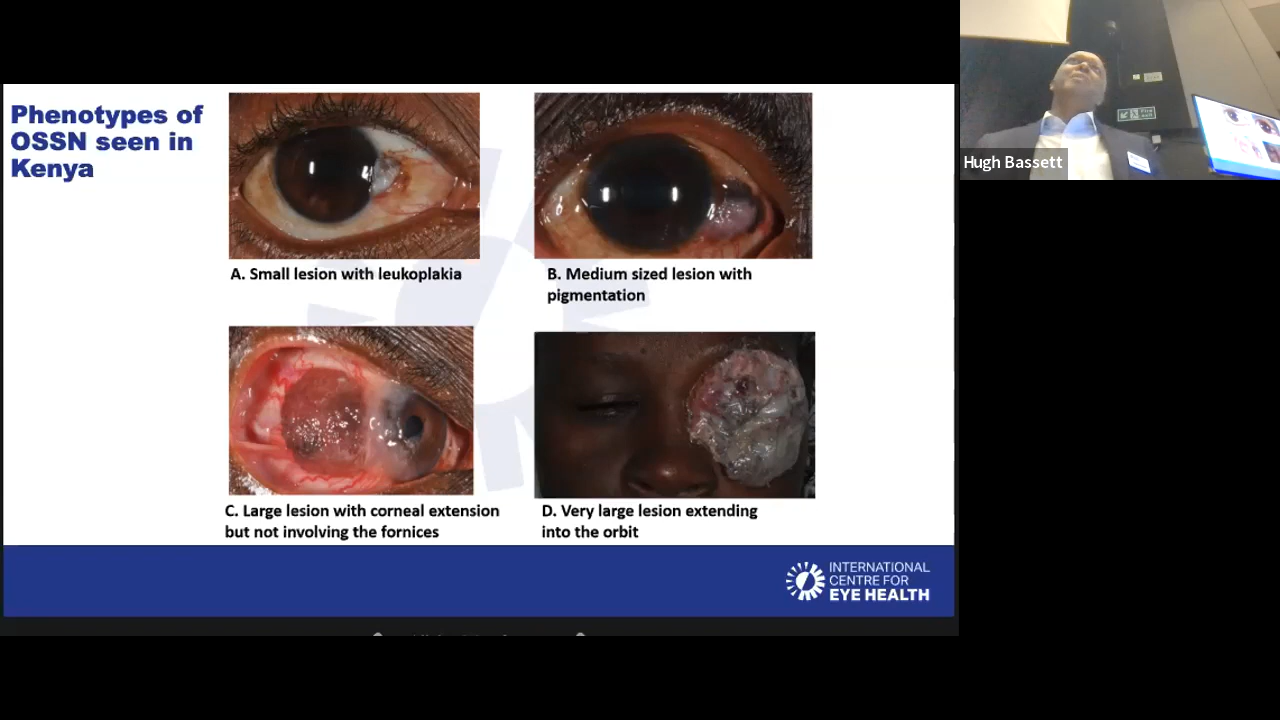 Phenotypes of
OSSN seen in
Kenya
A. Small lesion with leukoplakia
B. Medium sized lesion with
pigmentation
C. Large lesion with corneal extension
but not involving the fornices
D. Very large lesion extending
into the orbit
INTERNATIONAL
CENTRE FOR
EYE HEALTH
Hugh Bassett